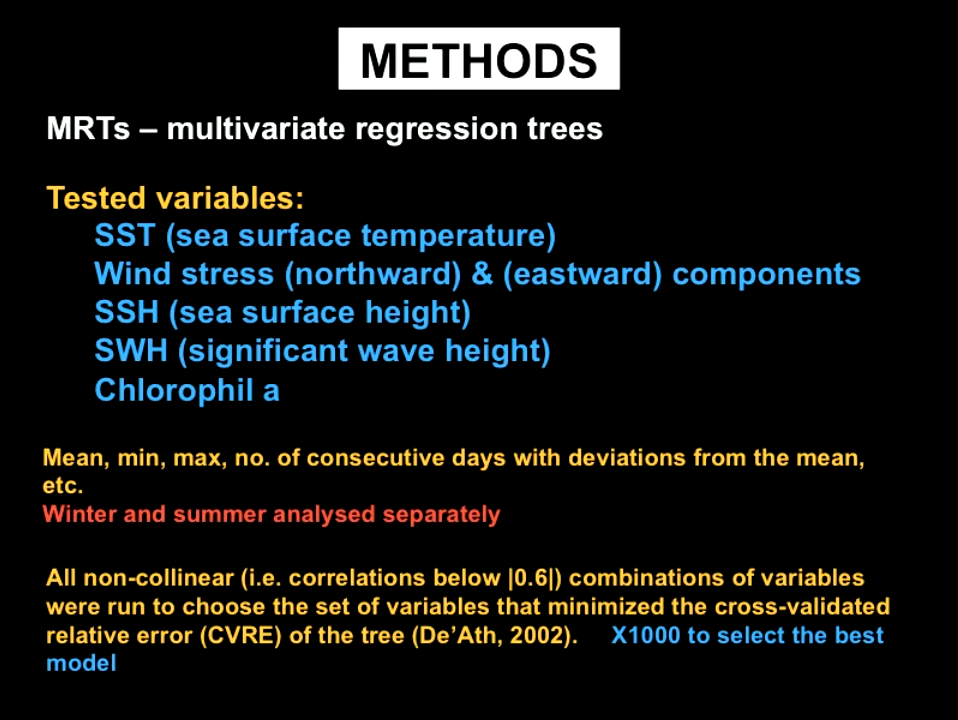 METHODS
MRTs – multivariate regression trees
Tested variables:
SST (sea surface temperature)
Wind stress (northward) & (eastward) components
SSH (sea surface height)
SWH (significant wave height)
Chlorophil a
Mean, min, max, no. of consecutive days with deviations from the mean,
etc.
Winter and summer analysed separately
All non-collinear (i.e. correlations below |0.6|) combinations of variables
were run to choose the set of variables that minimized the cross-validated
relative error (CVRE) of the tree (De’Ath, 2002). X1000 to select the best
model